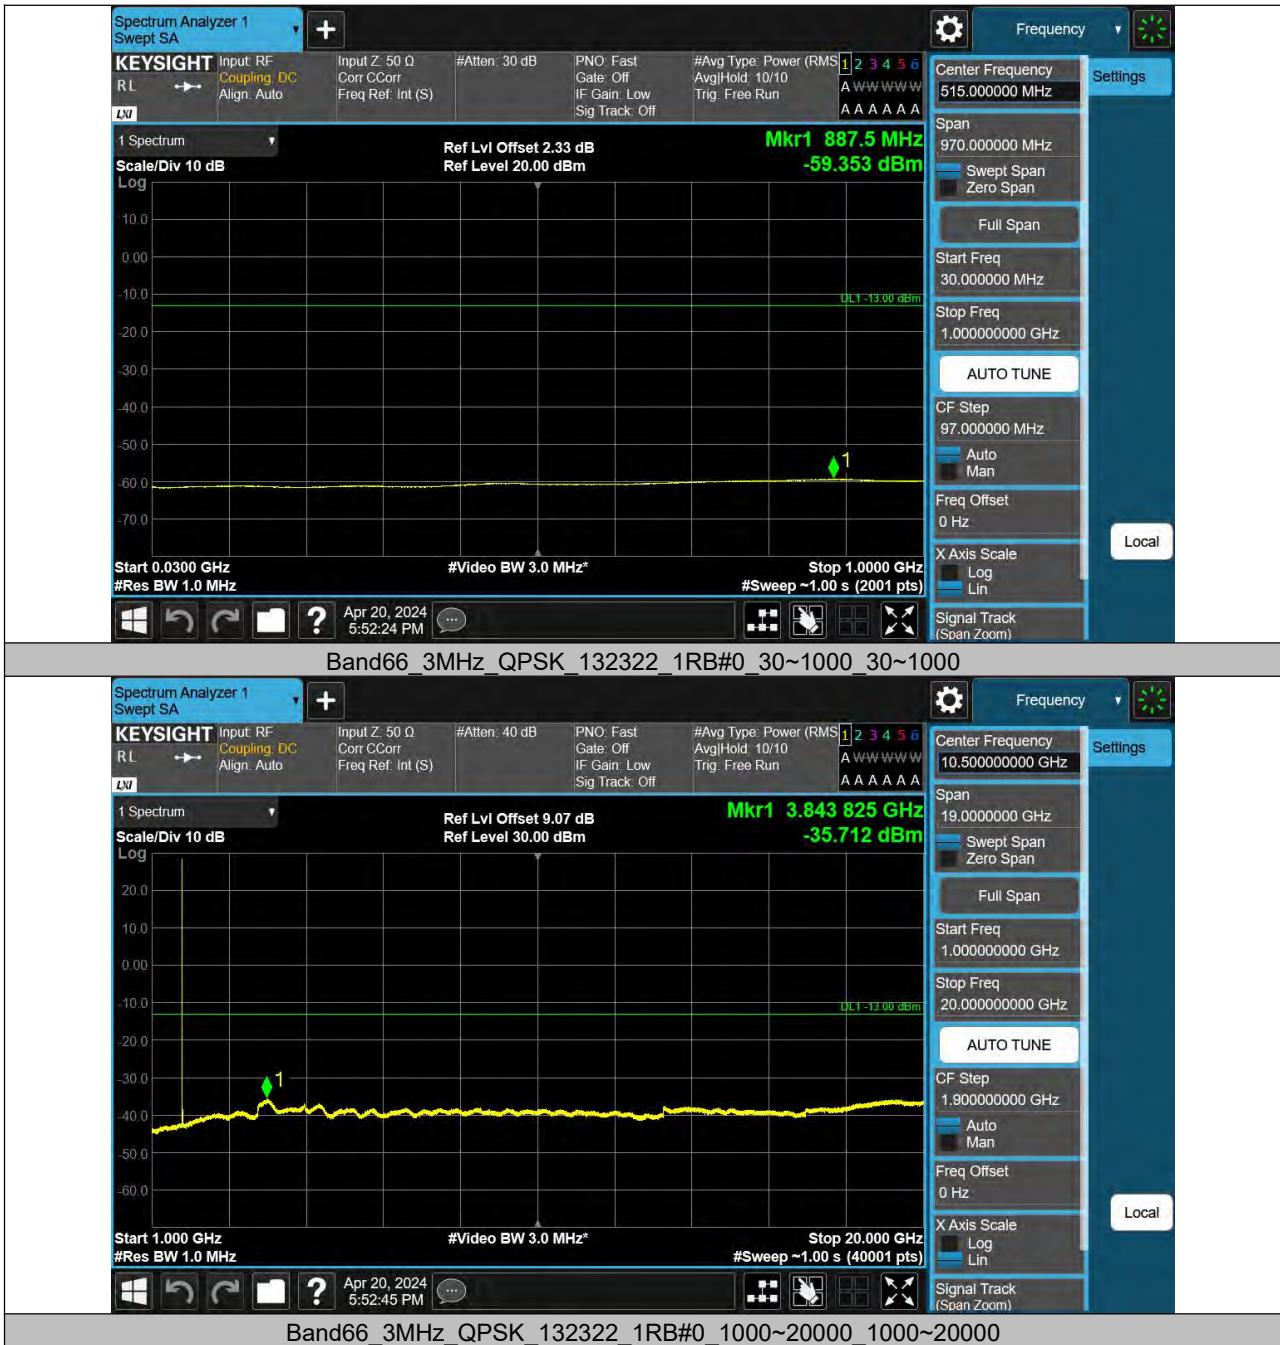 Spectrum Analyzer 1
Swept SA
Frequency
KEYSIGHT
RL
LXI
Input: RF
Coupling: DC
Align: Auto
Input Z: 50 Ω
Corr CCorr
Freq Ref: Int (S)
#Atten: 30 dB
PNO: Fast
Gate: Off
IF Gain: Low
Sig Track: Off
#Avg Type: Power (RMS
Avg|Hold: 10/10
Trig: Free Run
1 2 3 4 5 6
A W W W W W
A A A A A A
Center Frequency
515.000000 MHz
Settings
1 Spectrum
Scale/Div 10 dB
Ref Lvl Offset 2.33 dB
Ref Level 20.00 dBm
Mkr1 887.5 MHz
-59.353 dBm
Span
970.000000 MHz
Swept Span
Zero Span
Full Span
Start Freq
30.000000 MHz
Stop Freq
1.000000000 GHz
AUTO TUNE
CF Step
97.000000 MHz
Auto
Man
Freq Offset
0 Hz
X Axis Scale
Log
Lin
Signal Track
(Span Zoom)
Local
Log
10.0
0.00
-10.0
DL1 -13.00 dBm
-20.0
-30.0
-40.0
-50.0
1
-60.0
-70.0
Start 0.0300 GHz
#Video BW 3.0 MHz*
Stop 1.0000 GHz
#Res BW 1.0 MHz
#Sweep ~1.00 s (2001 pts)
Apr 20, 2024
5:52:24 PM
Band66_3MHz_QPSK_132322_1RB#0_30~1000_30~1000
Spectrum Analyzer 1
Swept SA
Frequency
KEYSIGHT
RL
LXI
Input: RF
Coupling: DC
Align: Auto
Input Z: 50 Ω
Corr CCorr
Freq Ref: Int (S)
#Atten: 40 dB
PNO: Fast
Gate: Off
IF Gain: Low
Sig Track: Off
#Avg Type: Power (RMS
Avg|Hold: 10/10
Trig: Free Run
1 2 3 4 5 6
A W W W W W
A A A A A A
Center Frequency
10.500000000 GHz
Settings
1 Spectrum
Scale/Div 10 dB
Ref Lvl Offset 9.07 dB
Ref Level 30.00 dBm
Mkr1 3.843 825 GHz
-35.712 dBm
Span
19.0000000 GHz
Swept Span
Zero Span
Full Span
Start Freq
1.000000000 GHz
Stop Freq
20.000000000 GHz
AUTO TUNE
CF Step
1.900000000 GHz
Auto
Man
Freq Offset
0 Hz
X Axis Scale
Log
Lin
Signal Track
(Span Zoom)
Local
Log
20.0
10.0
0.00
-10.0
DL1 -13.00 dBm
-20.0
-30.0
1
-40.0
-50.0
-60.0
Start 1.000 GHz
#Video BW 3.0 MHz*
Stop 20.000 GHz
#Res BW 1.0 MHz
#Sweep ~1.00 s (40001 pts)
Apr 20, 2024
5:52:45 PM
Band66_3MHz_QPSK_132322_1RB#0_1000~20000_1000~20000